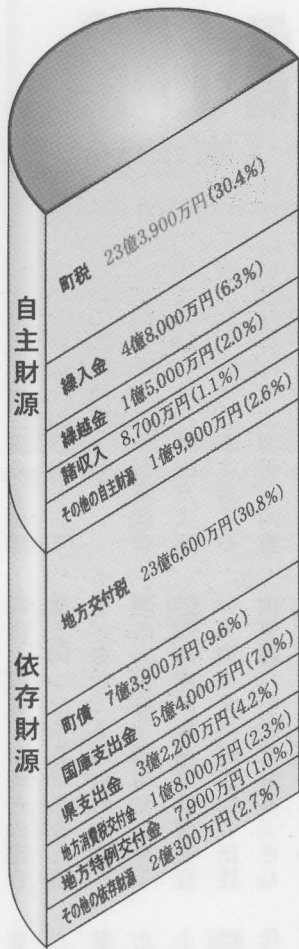 自主財源
町税 23億3,900万円(30.4%)
繰入金 4億8,000万円(6.3%)
繰越金 1億5,000万円(2.0%)
諸収入 8,700万円(1.1%)
その他の自主財源 1億9,900万円(2.6%)
依存財源
地方交付税 23億6,600万円(30.8%)
町債 7億3,900万円(9.6%)
国庫支出金 5億4,000万円(7.0%)
県支出金 3億2,200万円(4.2%)
地方消費税交付金 1億8,000万円(2.3%)
地方特例交付金 7,900万円(1.0%)
その他の依存財源 2億300万円(2.7%)